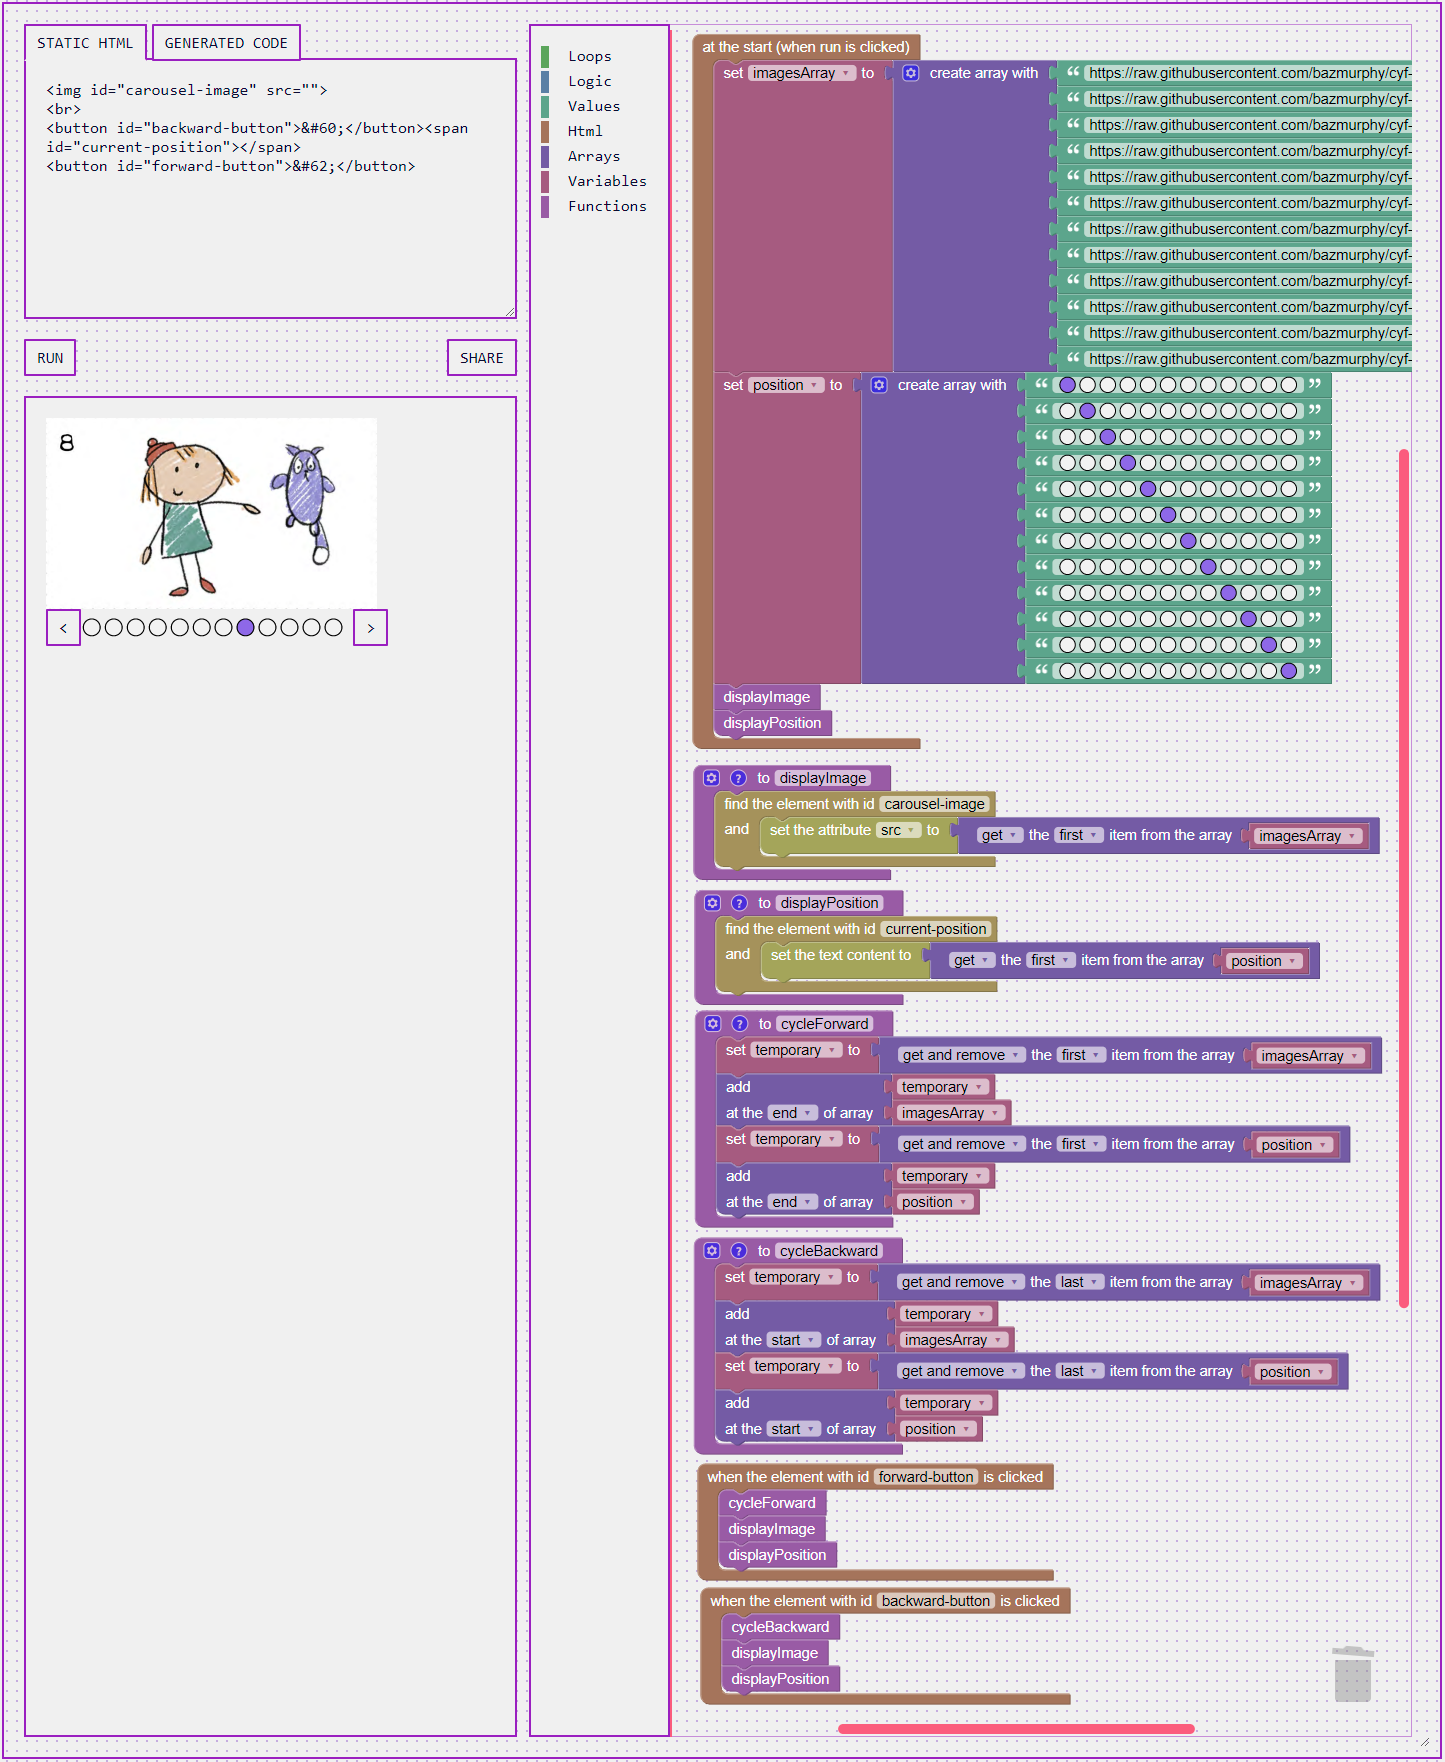 STATIC HTML
GENERATED CODE
<img id="carousel-image" src="">
<br>
<button id="backward-button">&#60;</button><span
id="current-position"></span>
<button id="forward-button">&#62;</button>
RUN
SHARE
8
<
>
Loops
Logic
Values
Html
Arrays
Variables
Functions
at the start (when run is clicked)
set imagesArray to create array with “ https://raw.githubusercontent.com/bazmurphy/cyf-
“ https://raw.githubusercontent.com/bazmurphy/cyf-
“ https://raw.githubusercontent.com/bazmurphy/cyf-
“ https://raw.githubusercontent.com/bazmurphy/cyf-
“ https://raw.githubusercontent.com/bazmurphy/cyf-
“ https://raw.githubusercontent.com/bazmurphy/cyf-
“ https://raw.githubusercontent.com/bazmurphy/cyf-
“ https://raw.githubusercontent.com/bazmurphy/cyf-
“ https://raw.githubusercontent.com/bazmurphy/cyf-
“ https://raw.githubusercontent.com/bazmurphy/cyf-
“ https://raw.githubusercontent.com/bazmurphy/cyf-
“ https://raw.githubusercontent.com/bazmurphy/cyf-
set position to create array with “ ”
“ ”
“ ”
“ ”
“ ”
“ ”
“ ”
“ ”
“ ”
“ ”
“ ”
“ ”
displayImage
displayPosition
? to displayImage
find the element with id carousel-image
and set the attribute src to get the first item from the array imagesArray
? to displayPosition
find the element with id current-position
and set the text content to get the first item from the array position
? to cycleForward
set temporary to get and remove the first item from the array imagesArray
add temporary
at the end of array imagesArray
set temporary to get and remove the first item from the array position
add temporary
at the end of array position
? to cycleBackward
set temporary to get and remove the last item from the array imagesArray
add temporary
at the start of array imagesArray
set temporary to get and remove the last item from the array position
add temporary
at the start of array position
when the element with id forward-button is clicked
cycleForward
displayImage
displayPosition
when the element with id backward-button is clicked
cycleBackward
displayImage
displayPosition